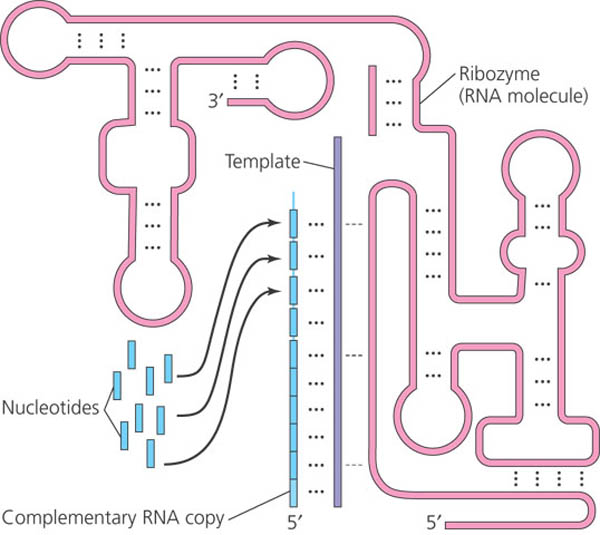 Ribozyme
(RNA molecule)
3′
Template
Nucleotides
Complementary RNA copy
5′
5′